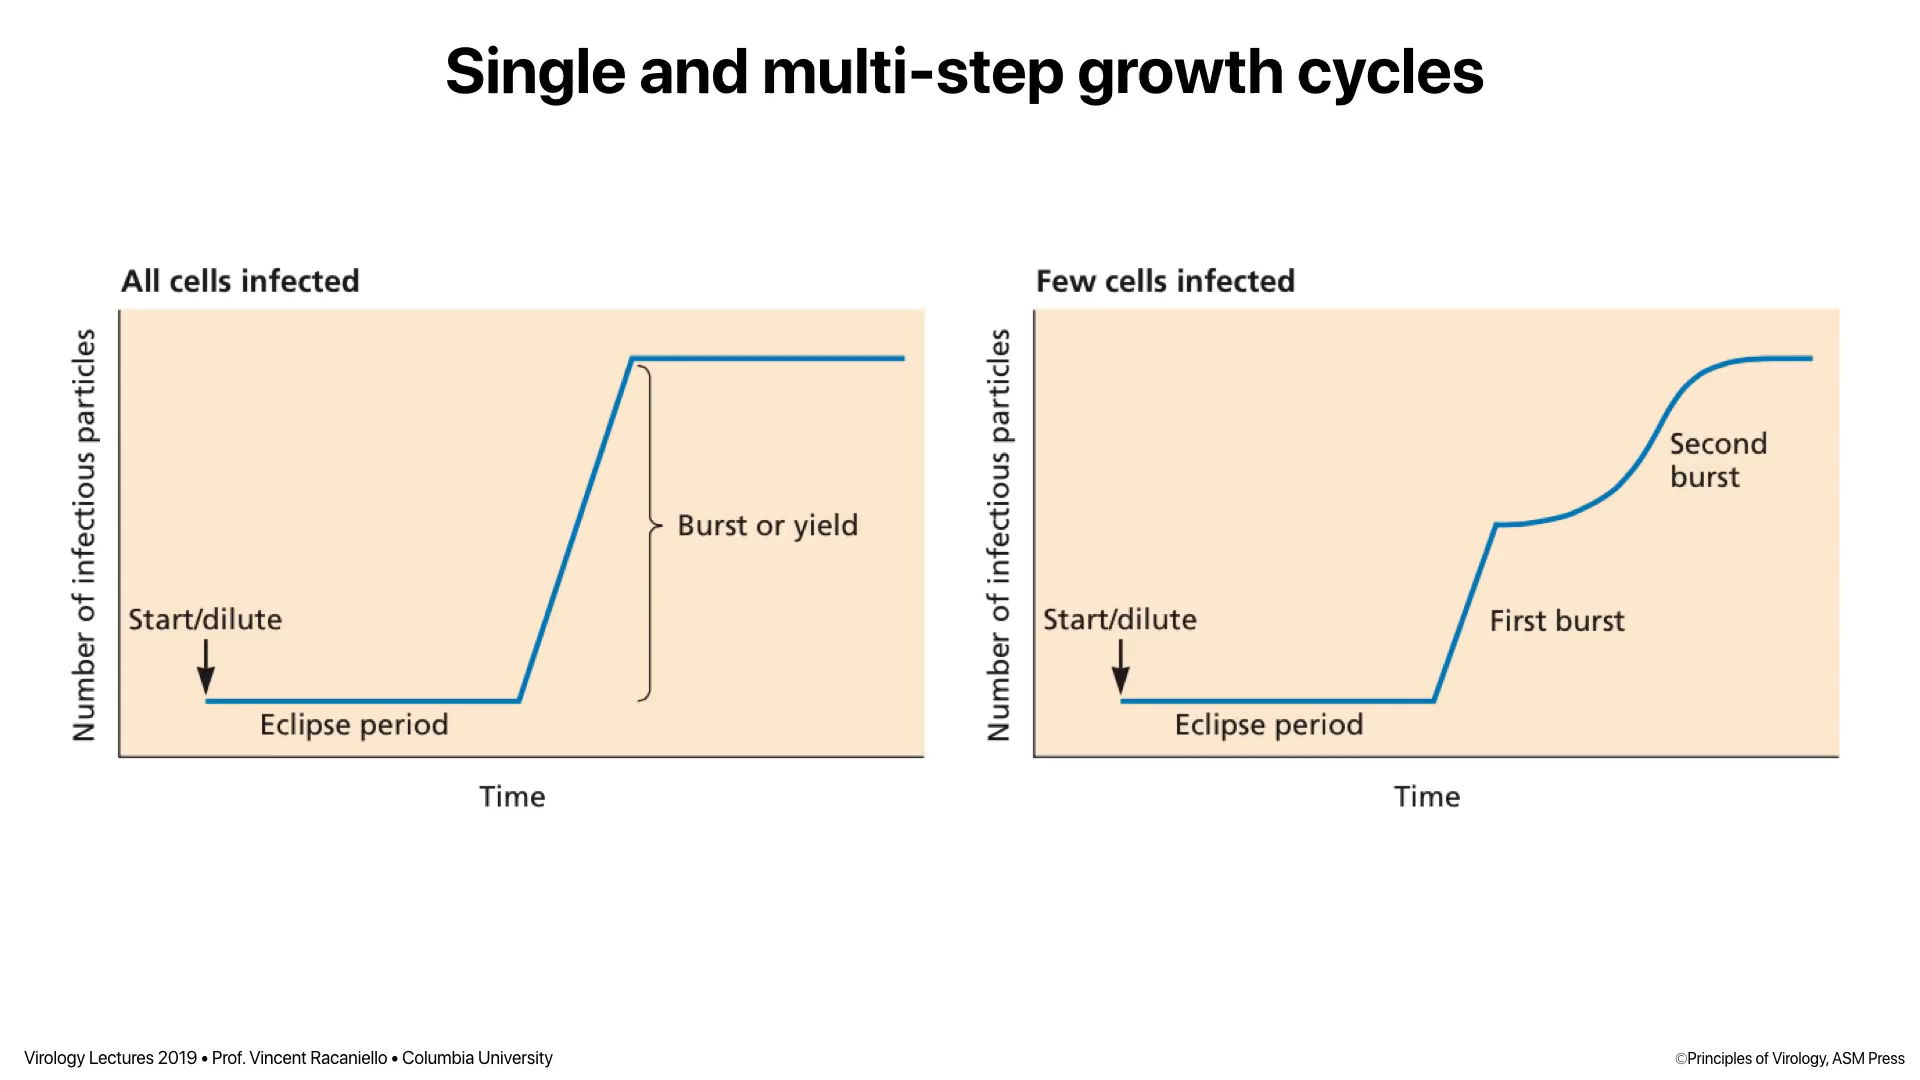 Single and multi-step growth cycles
All cells infected
Number of infectious particles
Start/dilute
Eclipse period
Burst or yield
Time
Few cells infected
Number of infectious particles
Start/dilute
Eclipse period
First burst
Second
burst
Time
Virology Lectures 2019 • Prof. Vincent Racaniello • Columbia University
©Principles of Virology, ASM Press